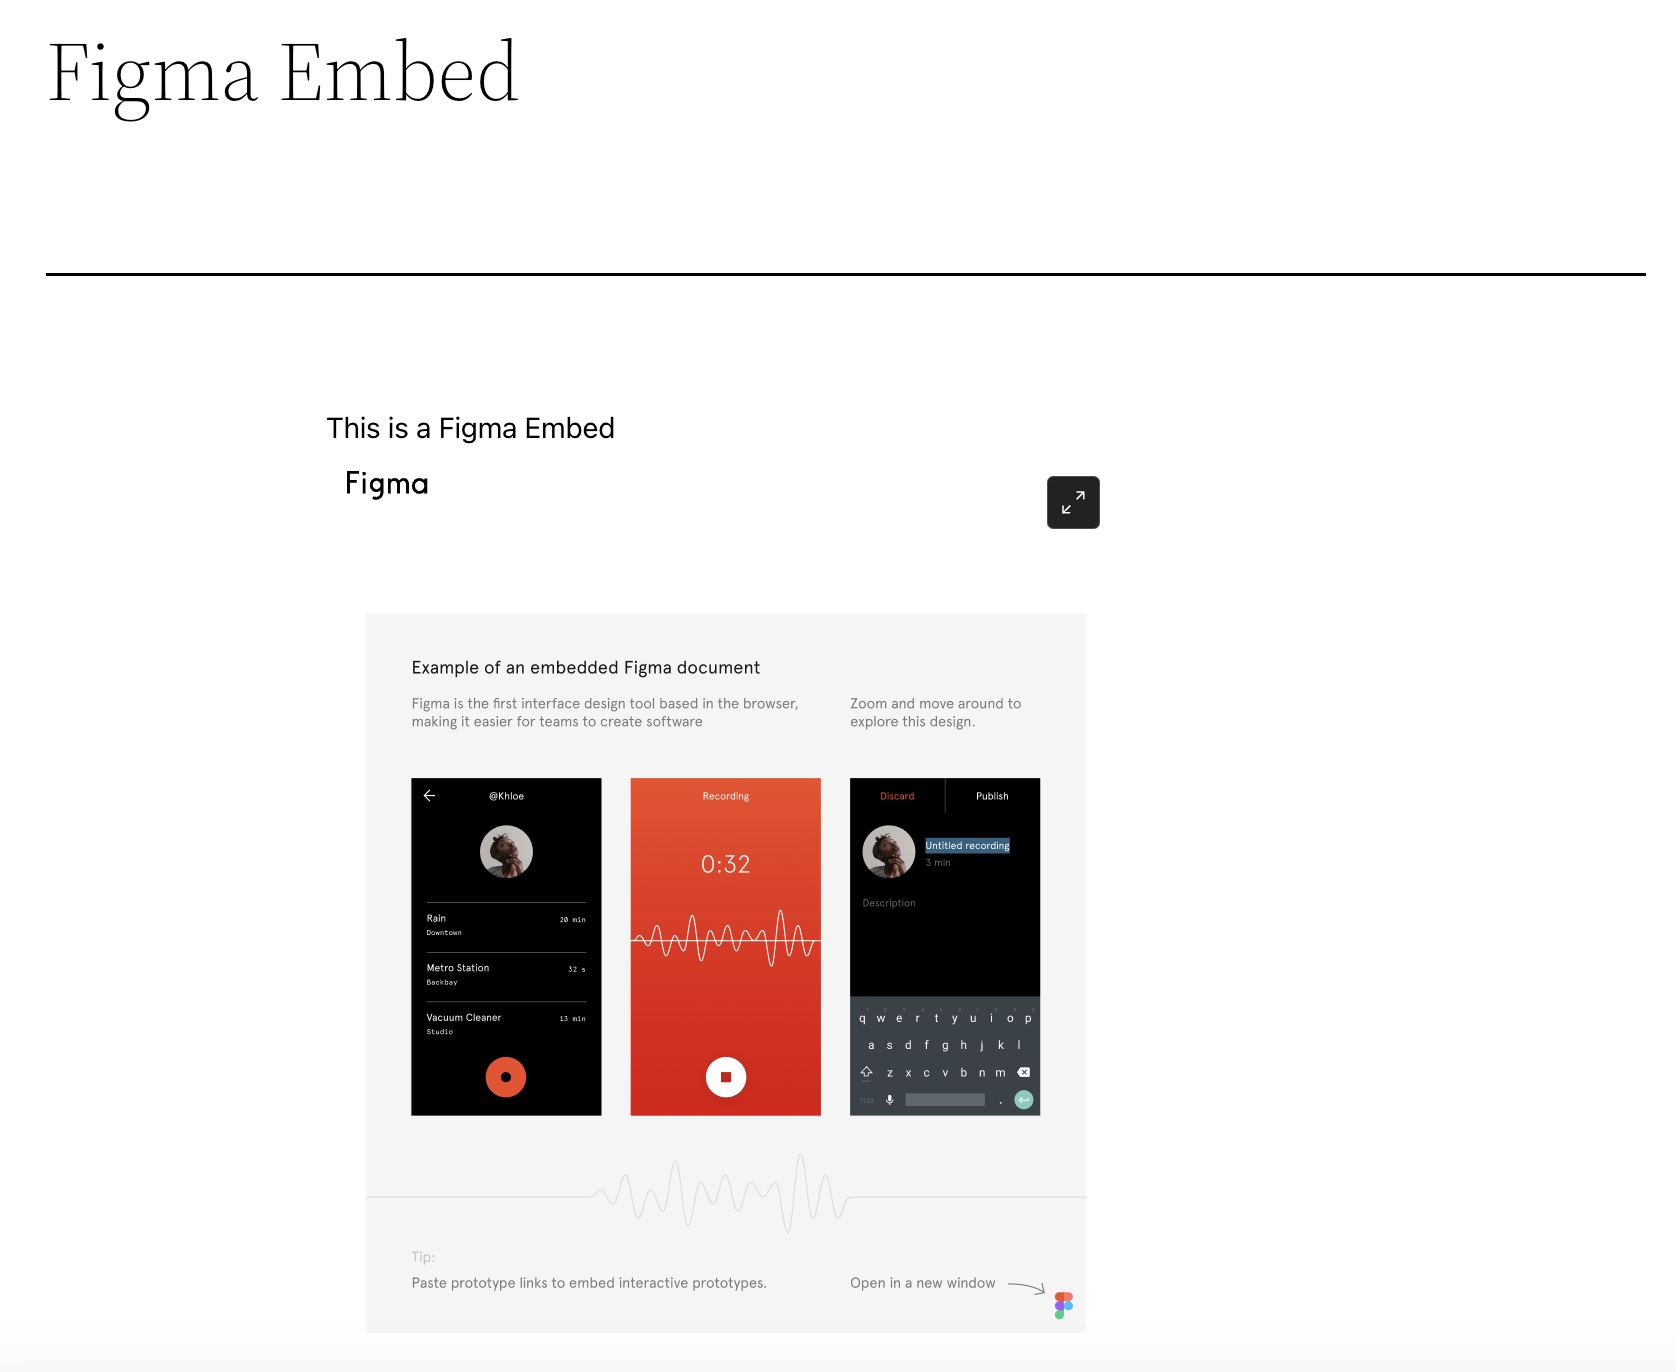 Figma Embed
This is a Figma Embed
Figma
Example of an embedded Figma document
Figma is the first interface design tool based in the browser,
making it easier for teams to create software
Zoom and move around to
explore this design.
@Khloe
Rain
20 min
Downtown
Metro Station
32 s
Backbay
Vacuum Cleaner
13 min
Studio
Recording
0:32
Discard
Publish
Untitled recording
3 min
Description
q w e r t y u i o p
a s d f g h j k l
z x c v b n m
.
Tip:
Paste prototype links to embed interactive prototypes.
Open in a new window